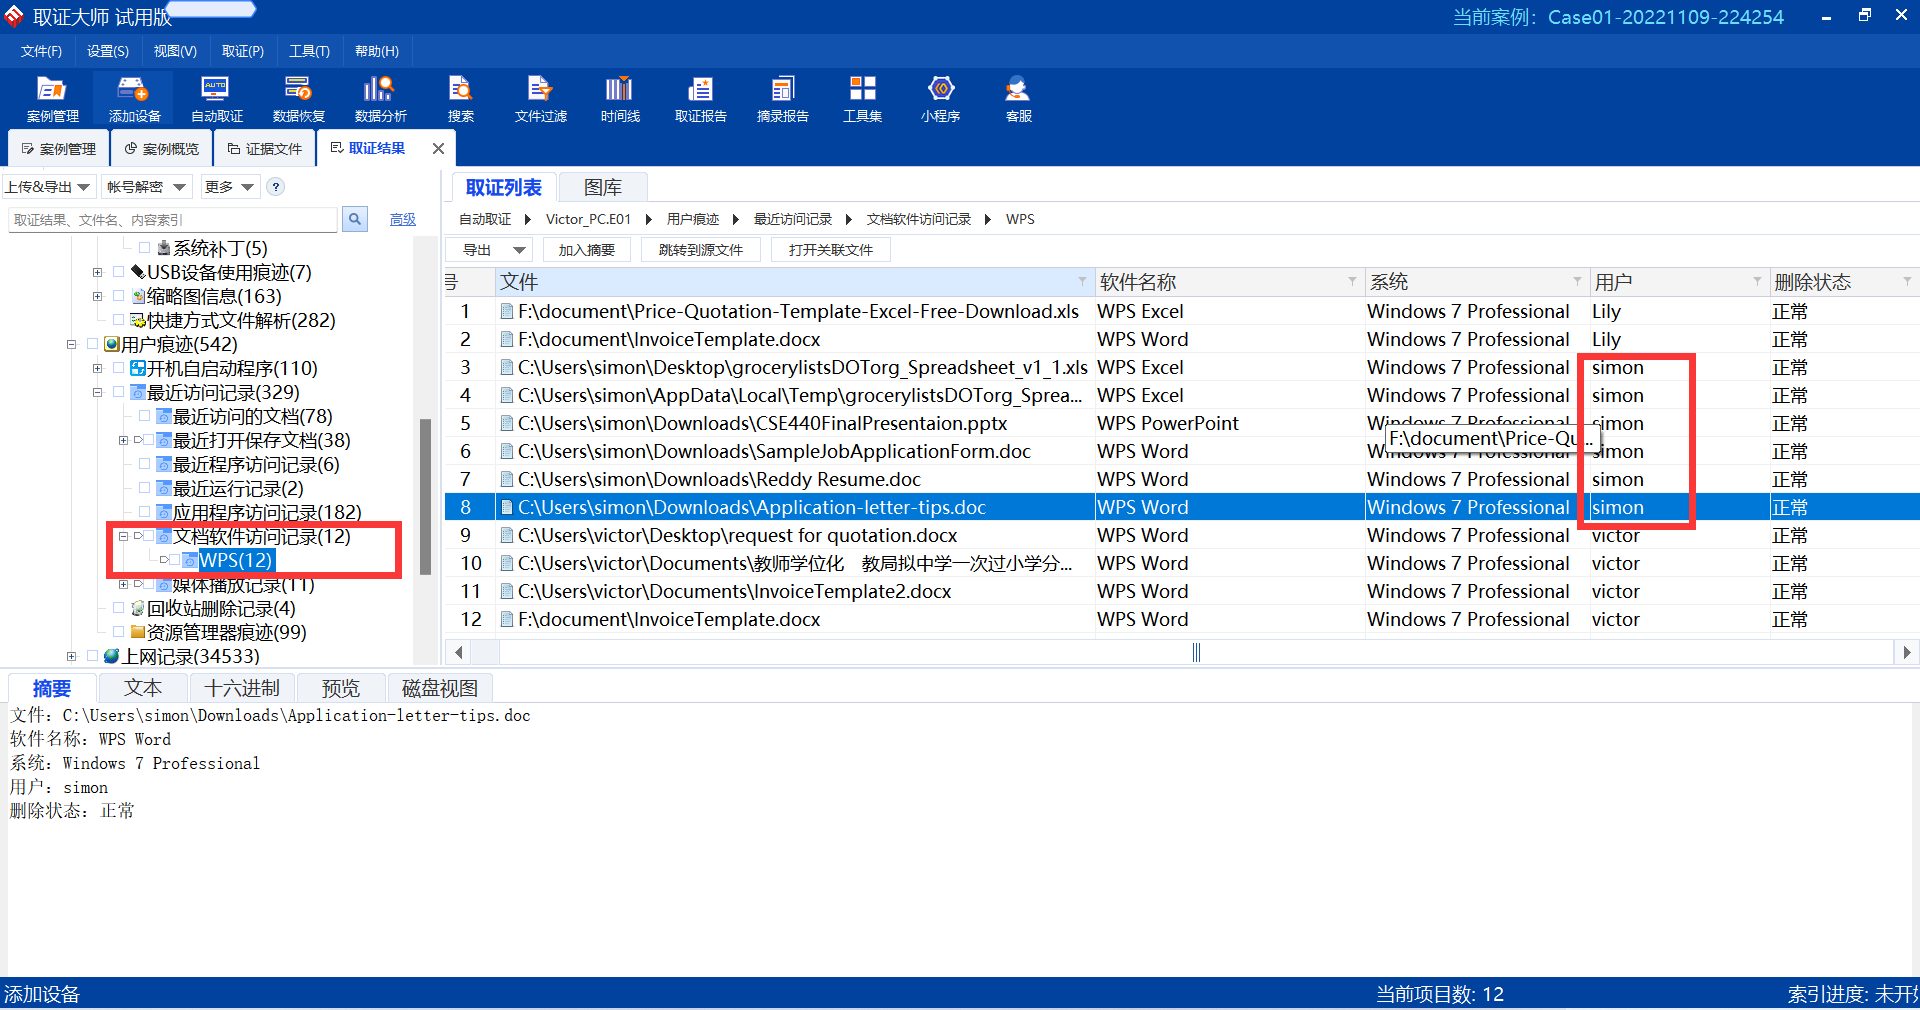 取证大师 试用版
当前案例: Case01-20221109-224254
文件(F) 设置(S) 视图(V) 取证(P) 工具(T) 帮助(H)
案例管理 添加设备 自动取证 数据恢复 数据分析 搜索 文件过滤 时间线 取证报告 摘录报告 工具集 小程序 客服
案例管理 案例概览 证据文件 取证结果
上传&导出 帐号解密 更多 ?
取证结果、文件名、内容索引 高级
系统补丁(5)
USB设备使用痕迹(7)
缩略图信息(163)
快捷方式文件解析(282)
用户痕迹(542)
开机自启动程序(110)
最近访问记录(329)
最近访问的文档(78)
最近打开保存文档(38)
最近程序访问记录(6)
最近运行记录(2)
应用程序访问记录(182)
文档软件访问记录(12)
WPS(12)
媒体播放记录(11)
回收站删除记录(4)
资源管理器痕迹(99)
上网记录(34533)
取证列表 图库
自动取证 Victor_PC.E01 用户痕迹 最近访问记录 文档软件访问记录 WPS
导出 加入摘要 跳转到源文件 打开关联文件
号 文件 软件名称 系统 用户 删除状态
1 F:\document\Price-Quotation-Template-Excel-Free-Download.xls WPS Excel Windows 7 Professional Lily 正常
2 F:\document\InvoiceTemplate.docx WPS Word Windows 7 Professional Lily 正常
3 C:\Users\simon\Desktop\grocerylistsDOTorg_Spreadsheet_v1_1.xls WPS Excel Windows 7 Professional simon 正常
4 C:\Users\simon\AppData\Local\Temp\grocerylistsDOTorg_Sprea... WPS Excel Windows 7 Professional simon 正常
5 C:\Users\simon\Downloads\CSE440FinalPresentaion.pptx WPS PowerPoint Windows 7 Professional simon 正常
F:\document\Price-Qu...
6 C:\Users\simon\Downloads\SampleJobApplicationForm.doc WPS Word Windows 7 Professional simon 正常
7 C:\Users\simon\Downloads\Reddy Resume.doc WPS Word Windows 7 Professional simon 正常
8 C:\Users\simon\Downloads\Application-letter-tips.doc WPS Word Windows 7 Professional simon 正常
9 C:\Users\victor\Desktop\request for quotation.docx WPS Word Windows 7 Professional victor 正常
10 C:\Users\victor\Documents\教师学位化 教局拟中学一次过小学分... WPS Word Windows 7 Professional victor 正常
11 C:\Users\victor\Documents\InvoiceTemplate2.docx WPS Word Windows 7 Professional victor 正常
12 F:\document\InvoiceTemplate.docx WPS Word Windows 7 Professional victor 正常
摘要 文本 十六进制 预览 磁盘视图
文件: C:\Users\simon\Downloads\Application-letter-tips.doc
软件名称: WPS Word
系统: Windows 7 Professional
用户: simon
删除状态: 正常
添加设备 当前项目数: 12 索引进度: 未开